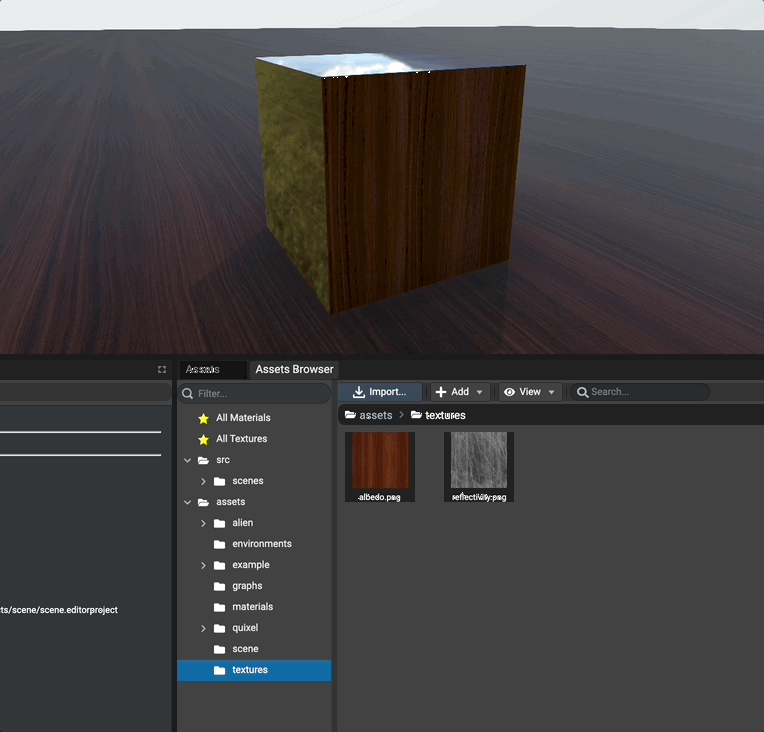 Assets
Assets Browser
Filter...
Import...
Add
View
Search...
assets
textures
All Materials
All Textures
src
scenes
assets
alien
environments
example
graphs
materials
quixel
scene
textures
albedo.png
reflectivity.png
ts/scene/scene.editorproject